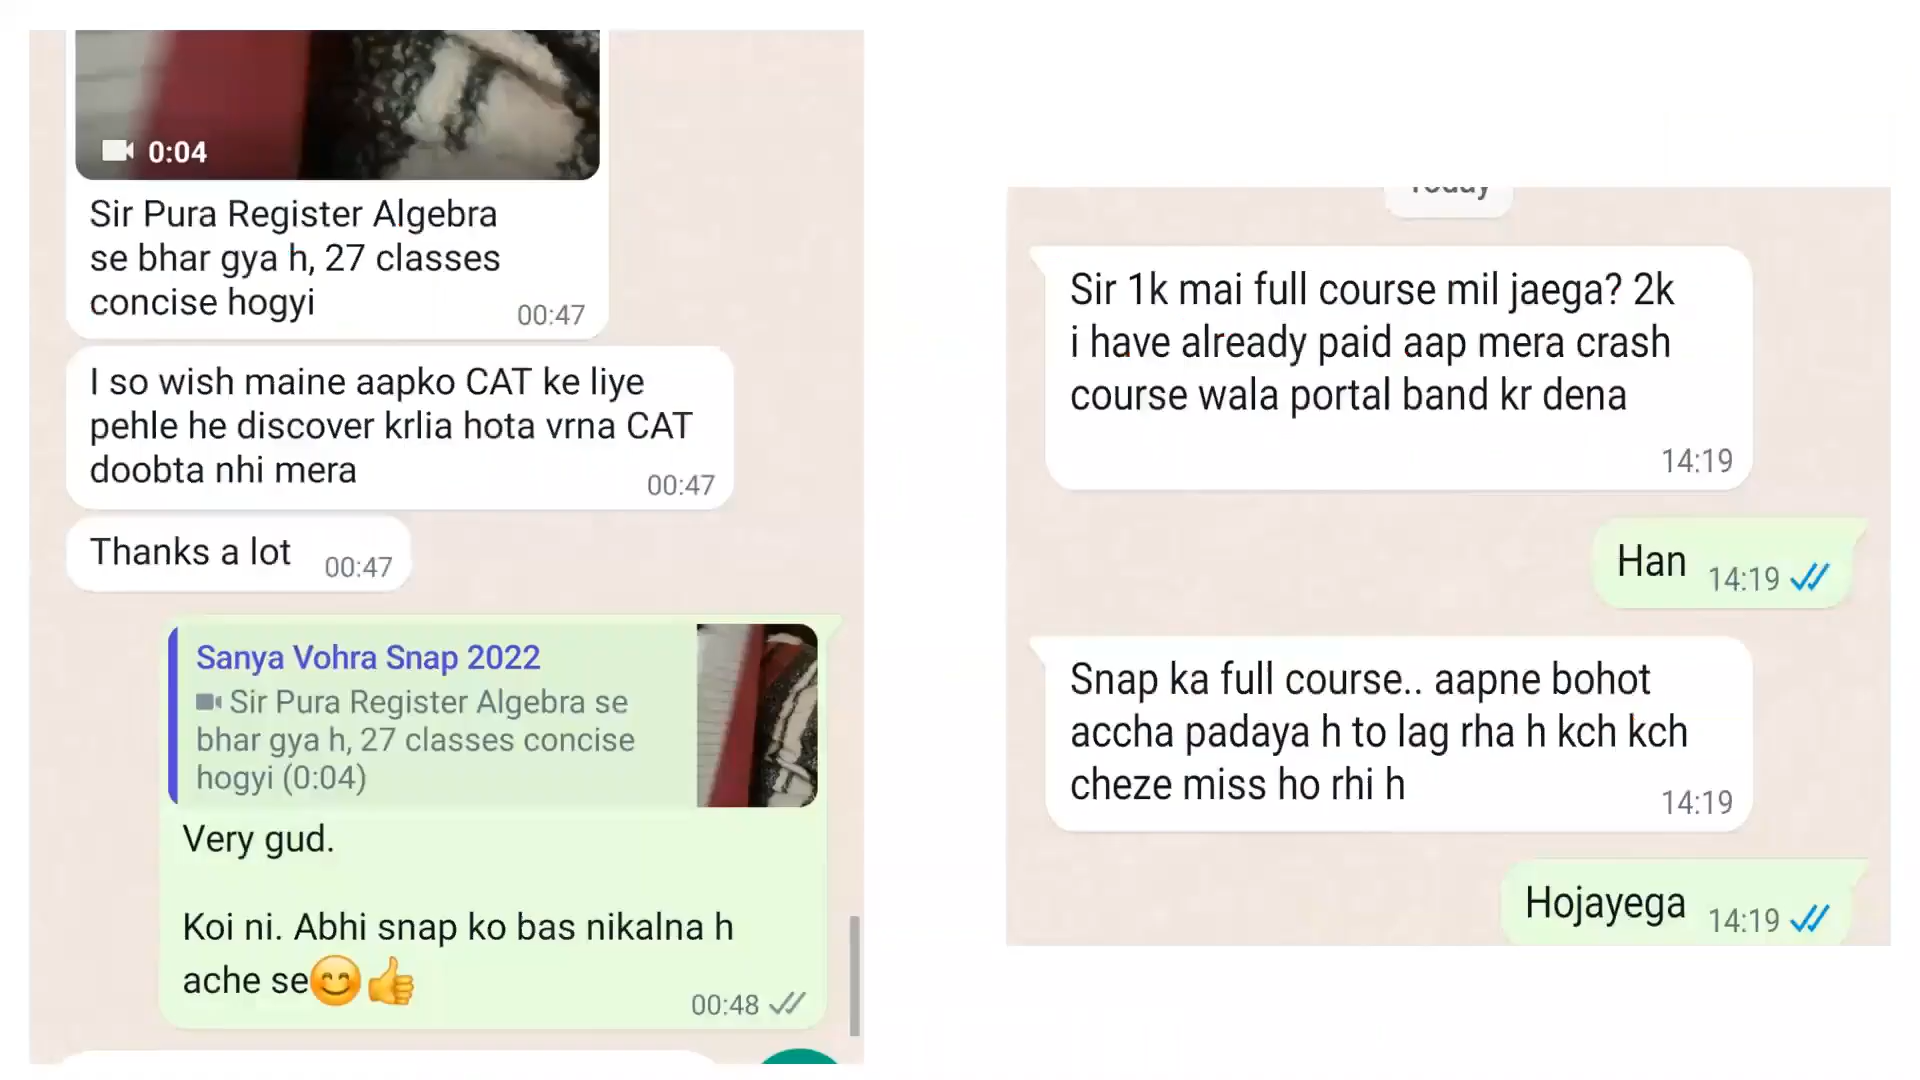 0:04
Sir Pura Register Algebra
se bhar gya h, 27 classes
concise hogyi
00:47
I so wish maine aapko CAT ke liye
pehle he discover krlia hota vrna CAT
doobta nhi mera
00:47
Thanks a lot 00:47
Sanya Vohra Snap 2022
Sir Pura Register Algebra se
bhar gya h, 27 classes concise
hogyi (0:04)
Very gud.
Koi ni. Abhi snap ko bas nikalna h
ache se😊👍
00:48
Today
Sir 1k mai full course mil jaega? 2k
i have already paid aap mera crash
course wala portal band kr dena
14:19
Han 14:19
Snap ka full course.. aapne bohot
accha padaya h to lag rha h kch kch
cheze miss ho rhi h
14:19
Hojayega 14:19